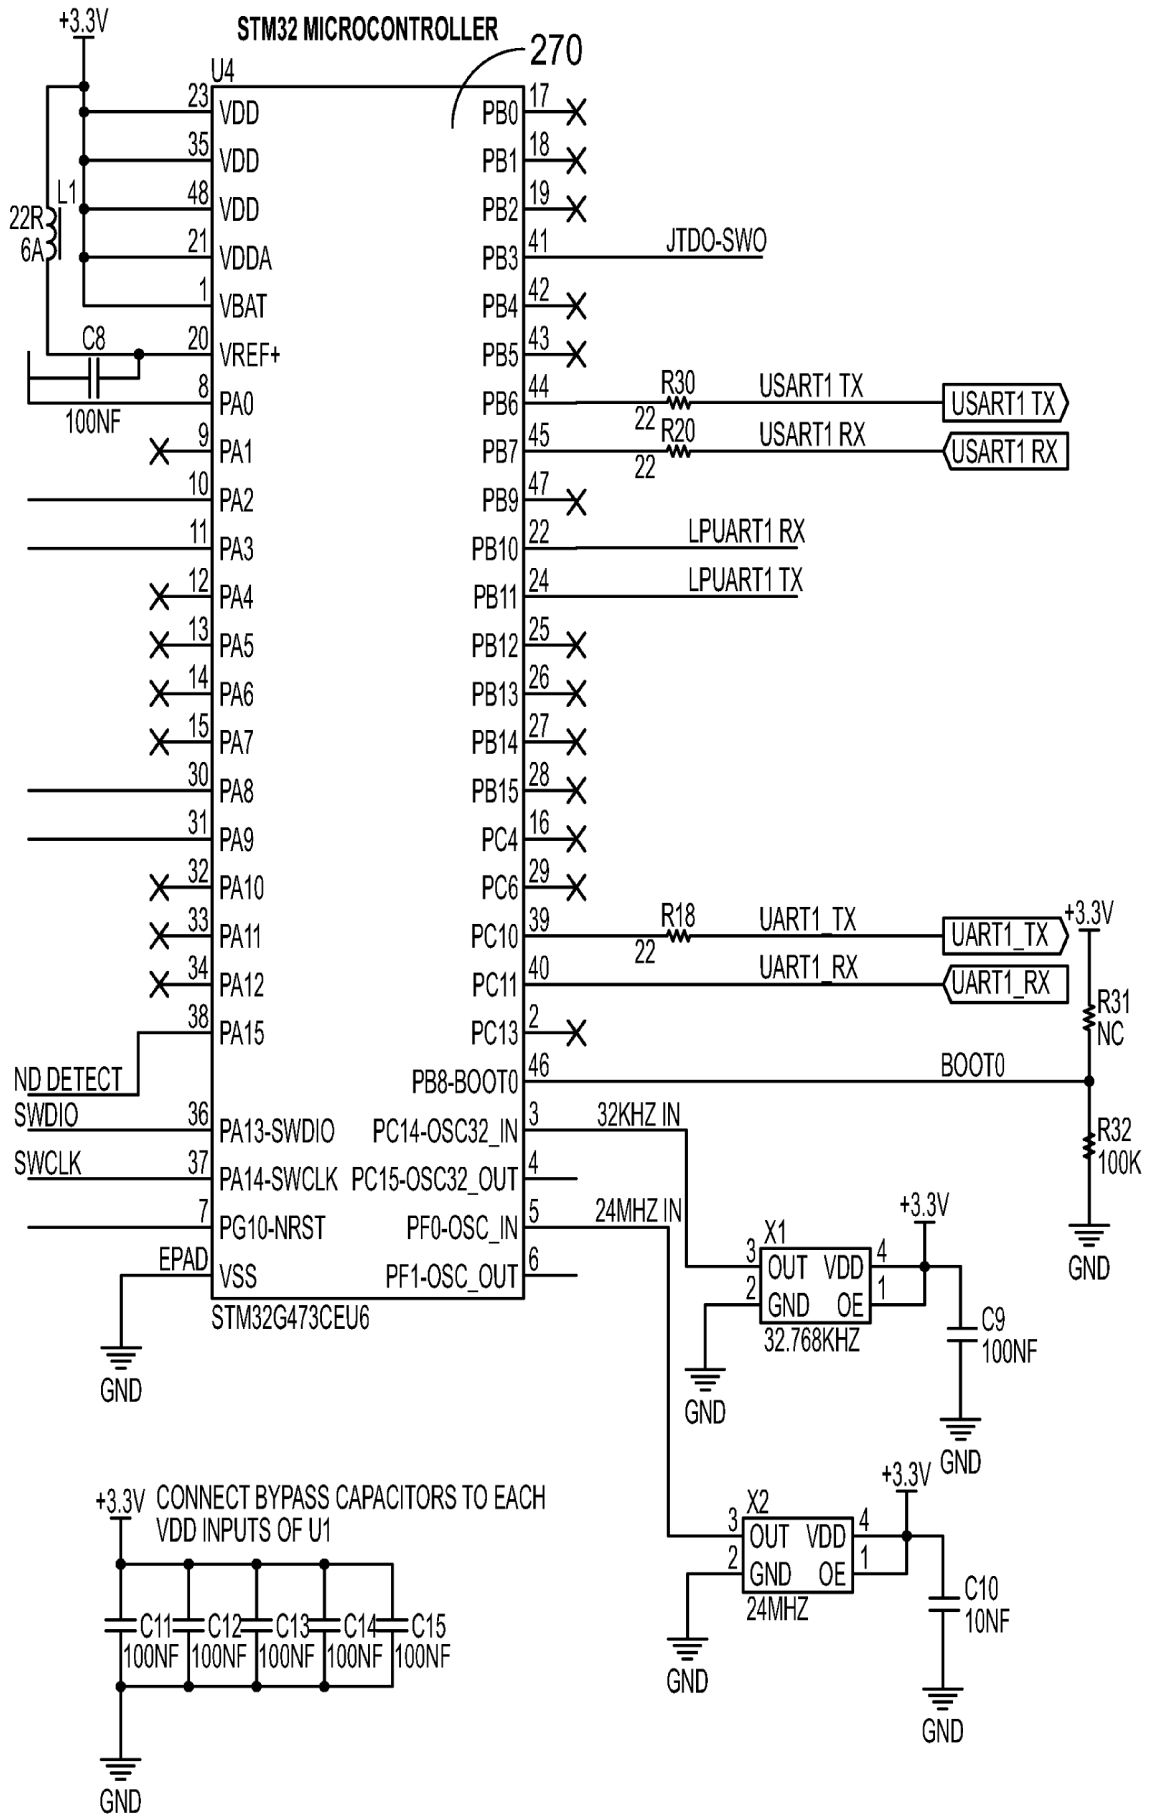 +3.3V
STM32 MICROCONTROLLER
270
U4
23 VDD
35 VDD
48 VDD
21 VDDA
1 VBAT
20 VREF+
8 PA0
9 PA1
10 PA2
11 PA3
12 PA4
13 PA5
14 PA6
15 PA7
30 PA8
31 PA9
32 PA10
33 PA11
34 PA12
38 PA15
36 PA13-SWDIO
37 PA14-SWCLK
7 PG10-NRST
EPAD VSS
L1
22R
6A
C8
100NF
ND DETECT
SWDIO
SWCLK
GND
STM32G473CEU6
PB0 17
PB1 18
PB2 19
PB3 41 JTDO-SWO
PB4 42
PB5 43
PB6 44 R30 22 USART1 TX USART1 TX
PB7 45 R20 22 USART1 RX USART1 RX
PB9 47
PB10 22 LPUART1 RX
PB11 24 LPUART1 TX
PB12 25
PB13 26
PB14 27
PB15 28
PC4 16
PC6 29
PC10 39 R18 22 UART1_TX UART1_TX
PC11 40 UART1_RX UART1_RX
PC13 2
PB8-BOOT0 46 BOOT0
PC14-OSC32_IN 3 32KHZ IN
PC15-OSC32_OUT 4
PF0-OSC_IN 5 24MHZ IN
PF1-OSC_OUT 6
+3.3V
R31
NC
R32
100K
GND
+3.3V
X1
3 OUT VDD 4
2 GND OE 1
32.768KHZ
C9
100NF
GND
GND
+3.3V
X2
3 OUT VDD 4
2 GND OE 1
24MHZ
C10
10NF
GND
GND
+3.3V CONNECT BYPASS CAPACITORS TO EACH
VDD INPUTS OF U1
C11 C12 C13 C14 C15
100NF 100NF 100NF 100NF 100NF
GND